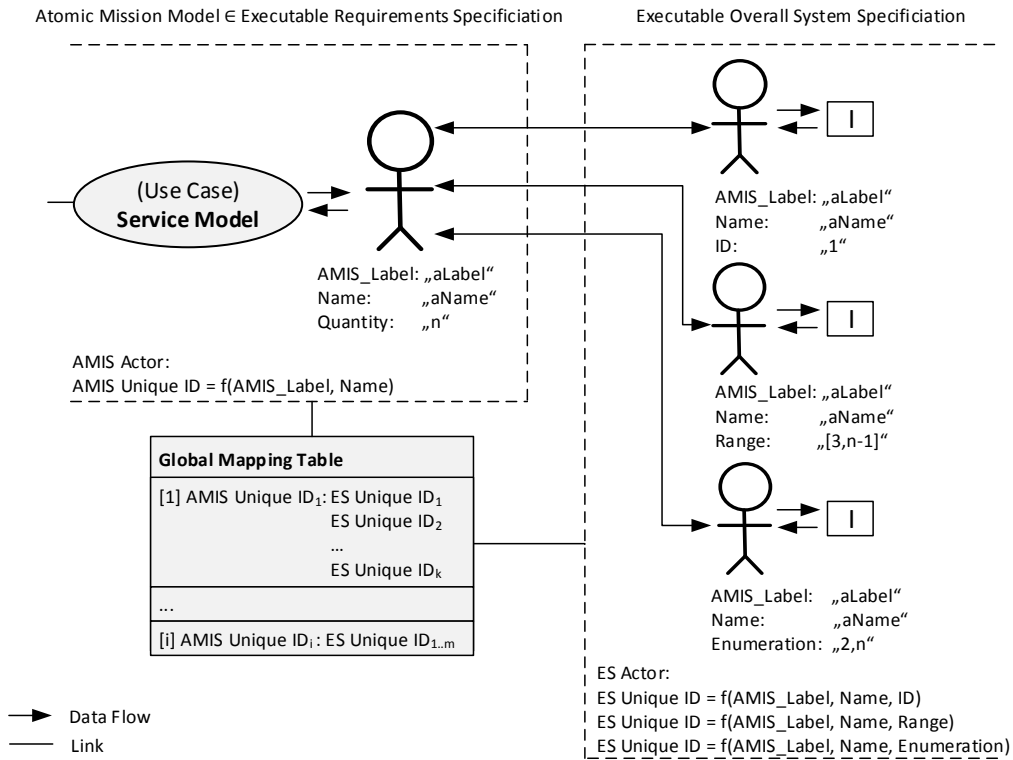 Atomic Mission Model ∈ Executable Requirements Specificiation
Executable Overall System Specificiation
(Use Case)
Service Model
AMIS_Label: „aLabel“
Name: „aName“
Quantity: „n“
AMIS Actor:
AMIS Unique ID = f(AMIS_Label, Name)
I
AMIS_Label: „aLabel“
Name: „aName“
ID: „1“
I
AMIS_Label: „aLabel“
Name: „aName“
Range: „[3,n-1]“
I
AMIS_Label: „aLabel“
Name: „aName“
Enumeration: „2,n“
ES Actor:
ES Unique ID = f(AMIS_Label, Name, ID)
ES Unique ID = f(AMIS_Label, Name, Range)
ES Unique ID = f(AMIS_Label, Name, Enumeration)
Global Mapping Table
[1] AMIS Unique ID₁: ES Unique ID₁
ES Unique ID₂
...
ES Unique IDₖ
...
[i] AMIS Unique IDᵢ : ES Unique ID₁..ₘ
Data Flow
Link